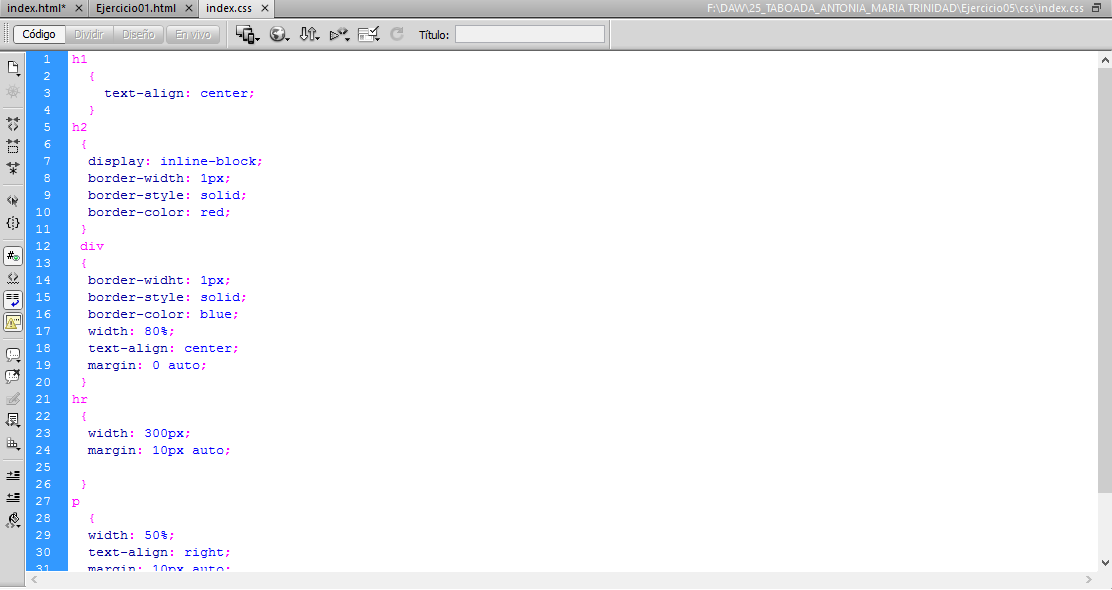 index.html* × Ejercicio01.html × index.css × F:\DAW\25_TABOADA_ANTONIA_MARIA TRINIDAD\Ejercicio05\css\index.css
Código Dividir Diseño En vivo Título:
1 h1
2 {
3 text-align: center;
4 }
5 h2
6 {
7 display: inline-block;
8 border-width: 1px;
9 border-style: solid;
10 border-color: red;
11 }
12 div
13 {
14 border-widht: 1px;
15 border-style: solid;
16 border-color: blue;
17 width: 80%;
18 text-align: center;
19 margin: 0 auto;
20 }
21 hr
22 {
23 width: 300px;
24 margin: 10px auto;
25
26 }
27 p
28 {
29 width: 50%;
30 text-align: right;
31 margin: 10px auto;